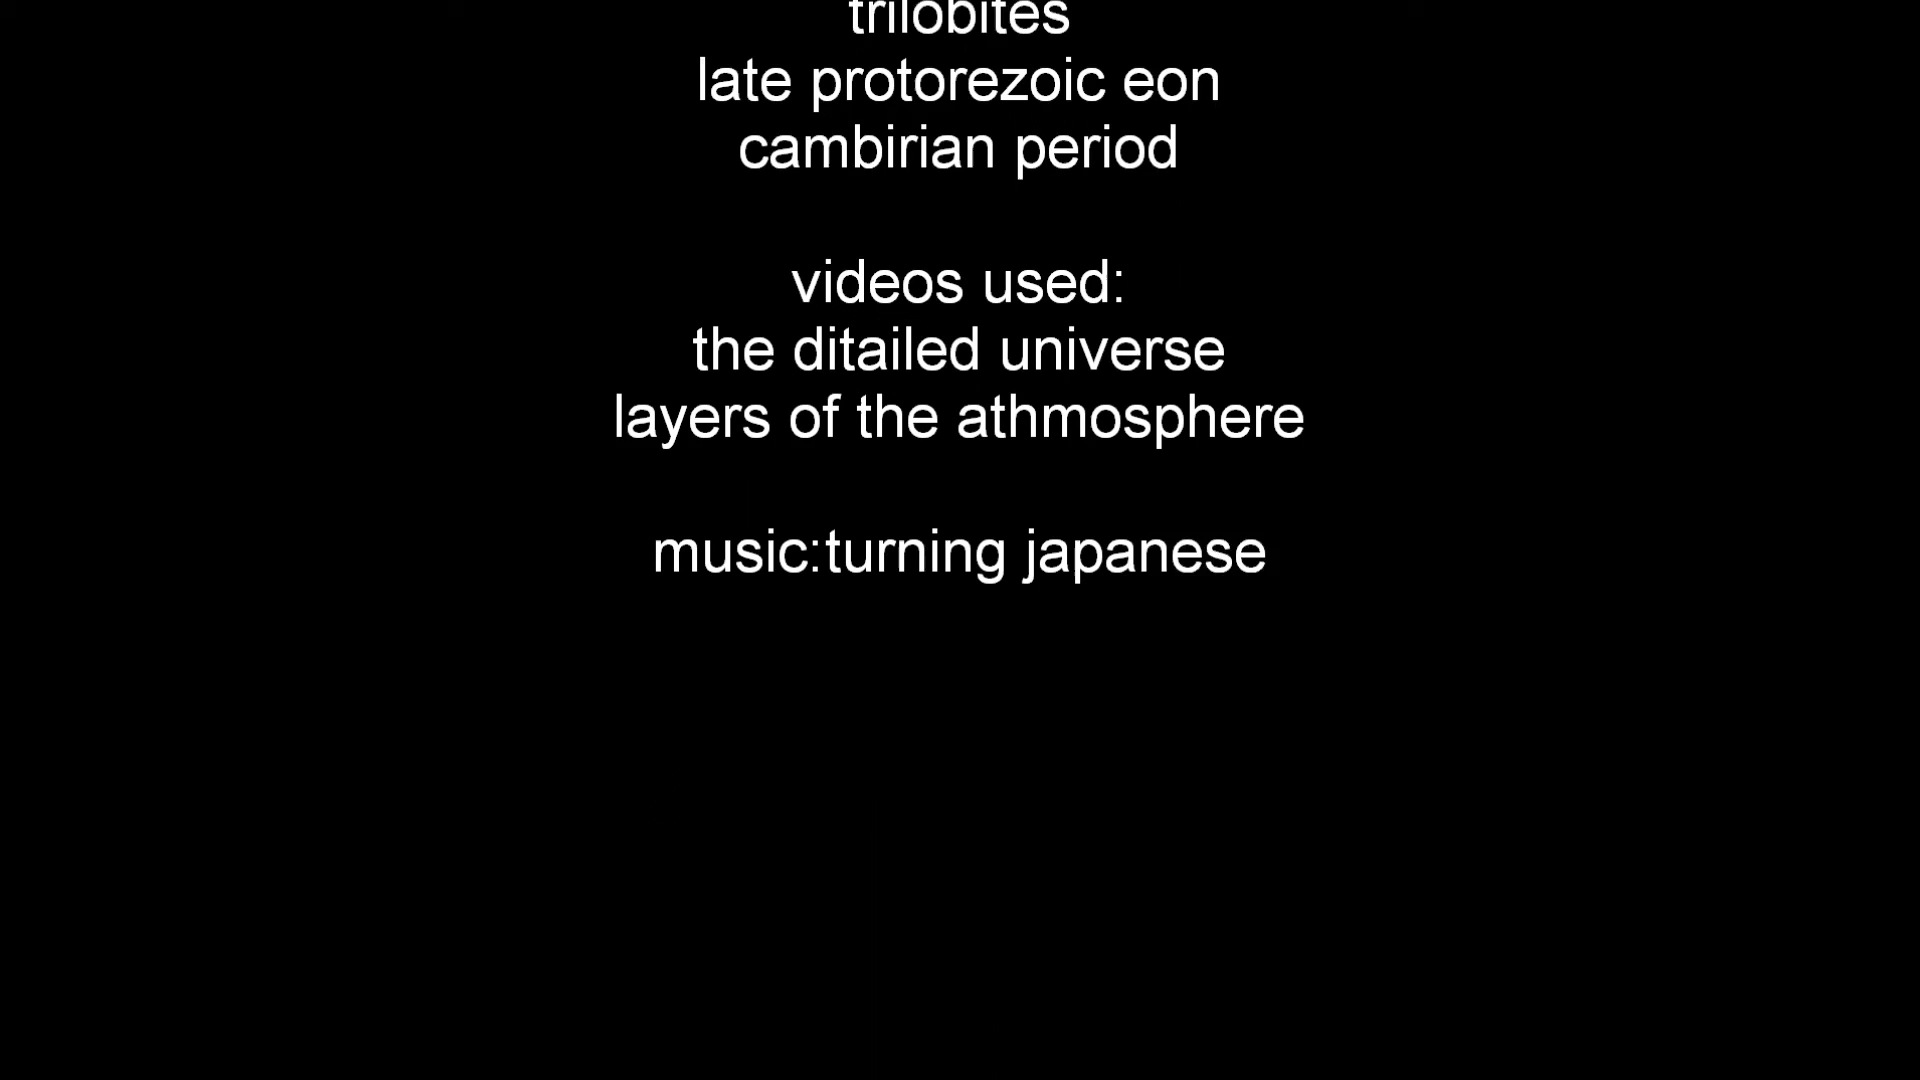 trilobites
late protorezoic eon
cambirian period
videos used:
the ditailed universe
layers of the athmosphere
music:turning japanese